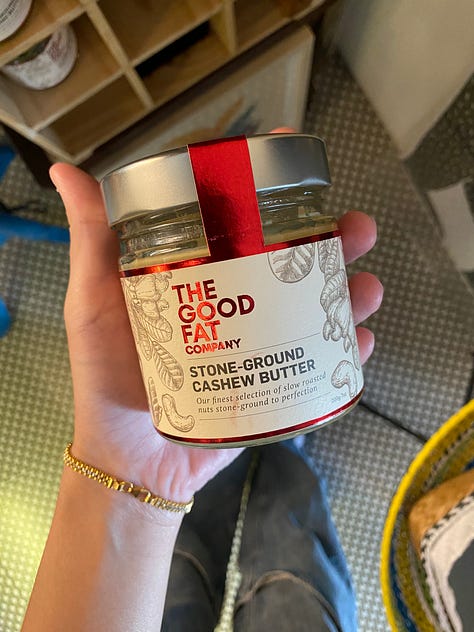 THE
GOOD
FAT
COMPANY
STONE-GROUND
CASHEW BUTTER
Our finest selection of slow roasted
nuts stone-ground to perfection